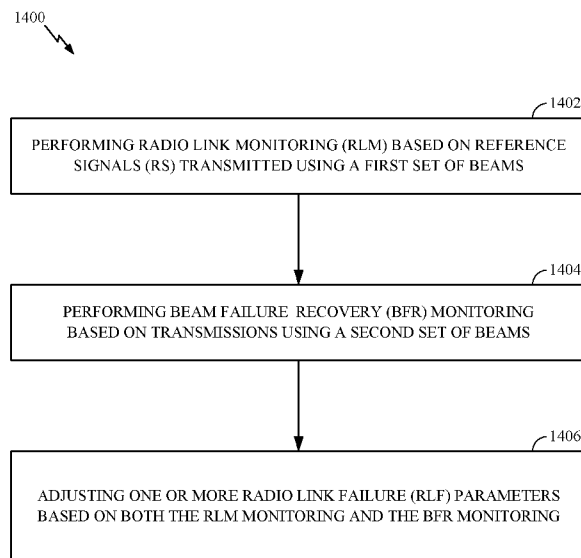 1400
1402
PERFORMING RADIO LINK MONITORING (RLM) BASED ON REFERENCE
SIGNALS (RS) TRANSMITTED USING A FIRST SET OF BEAMS
1404
PERFORMING BEAM FAILURE RECOVERY (BFR) MONITORING
BASED ON TRANSMISSIONS USING A SECOND SET OF BEAMS
1406
ADJUSTING ONE OR MORE RADIO LINK FAILURE (RLF) PARAMETERS
BASED ON BOTH THE RLM MONITORING AND THE BFR MONITORING